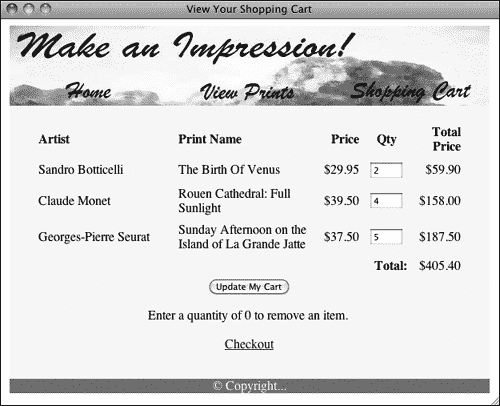 View Your Shopping Cart
Make an Impression!
Home View Prints Shopping Cart
Artist Print Name Price Qty Total
Price
Sandro Botticelli The Birth Of Venus $29.95 2 $59.90
Claude Monet Rouen Cathedral: Full
Sunlight $39.50 4 $158.00
Georges-Pierre Seurat Sunday Afternoon on the
Island of La Grande Jatte $37.50 5 $187.50
Total: $405.40
Update My Cart
Enter a quantity of 0 to remove an item.
Checkout
© Copyright...